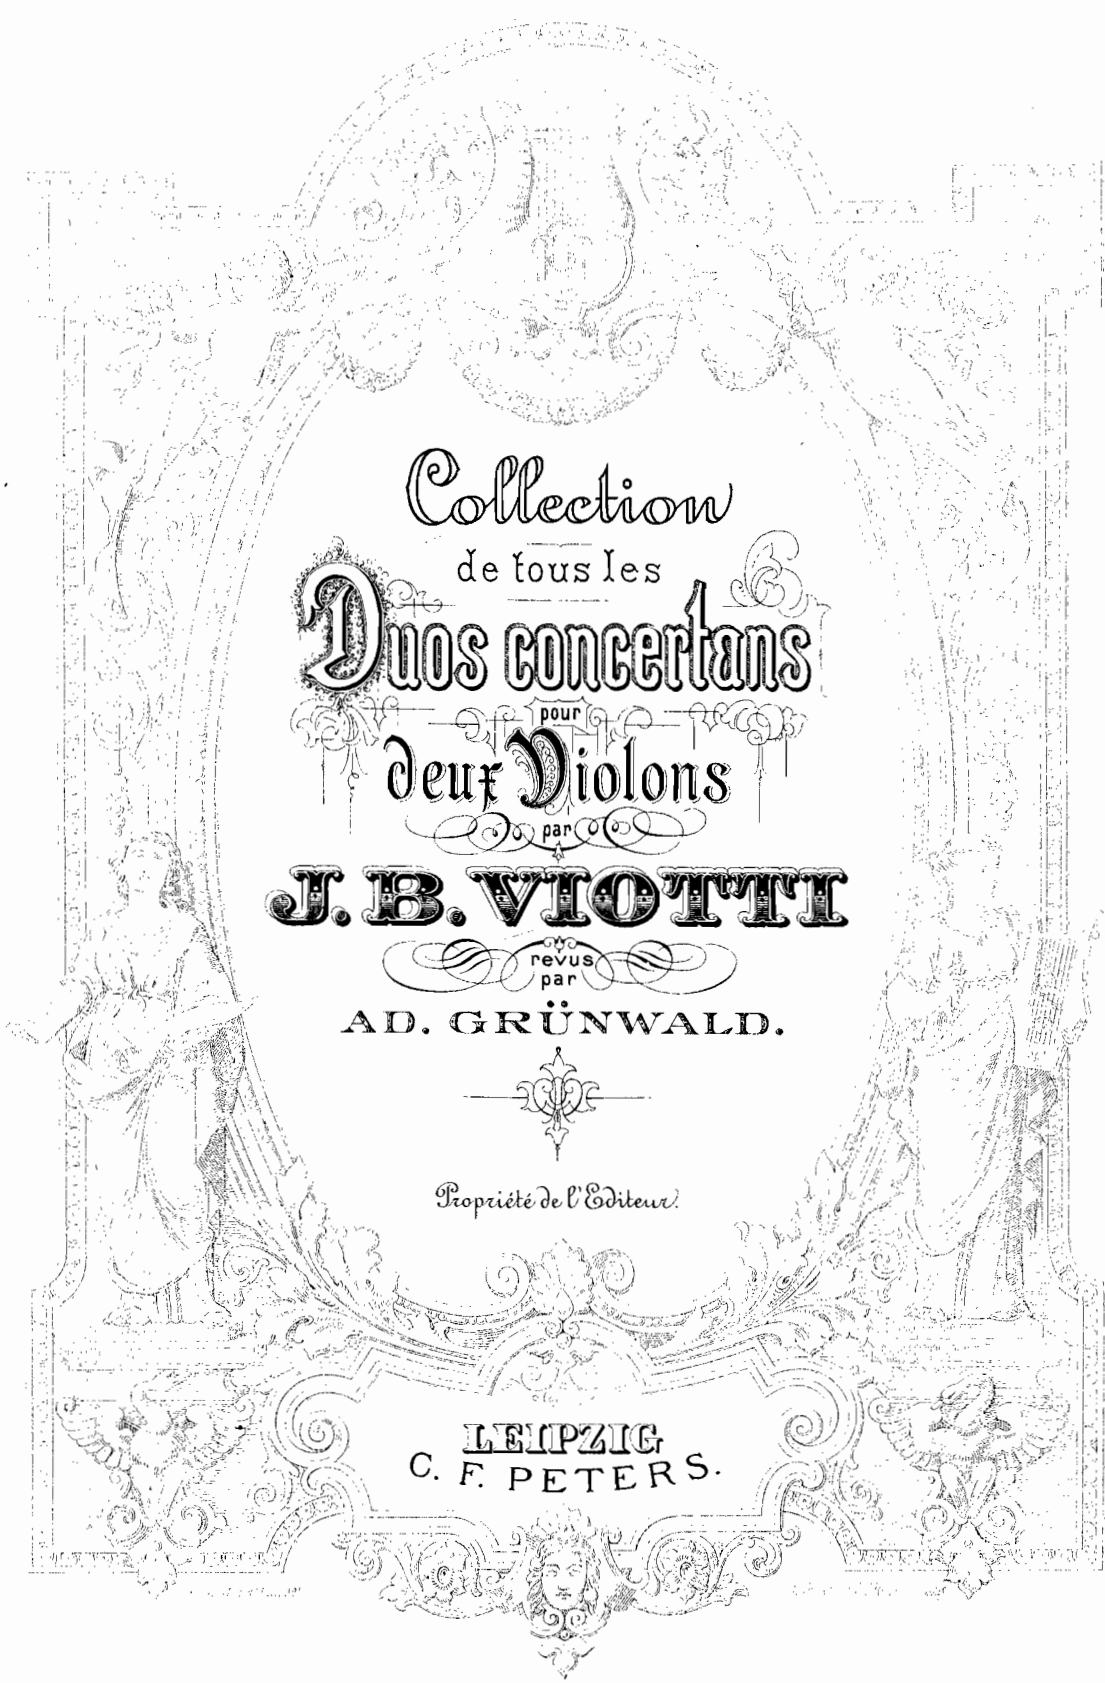 Collection
de tous les
Duos concertans
pour
deux Violons
par
J. B. VIOTTI
revus
par
AD. GRÜNWALD.
Propriété de l'Editeur.
LEIPZIG
C. F. PETERS.